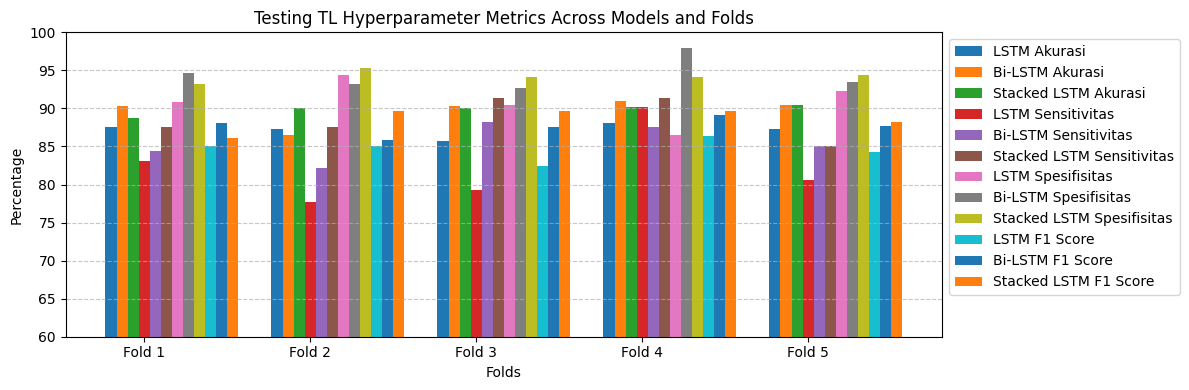 Testing TL Hyperparameter Metrics Across Models and Folds
Percentage
100
95
90
85
80
75
70
65
60
Fold 1
Fold 2
Fold 3
Fold 4
Fold 5
Folds
LSTM Akurasi
Bi-LSTM Akurasi
Stacked LSTM Akurasi
LSTM Sensitivitas
Bi-LSTM Sensitivitas
Stacked LSTM Sensitivitas
LSTM Spesifisitas
Bi-LSTM Spesifisitas
Stacked LSTM Spesifisitas
LSTM F1 Score
Bi-LSTM F1 Score
Stacked LSTM F1 Score